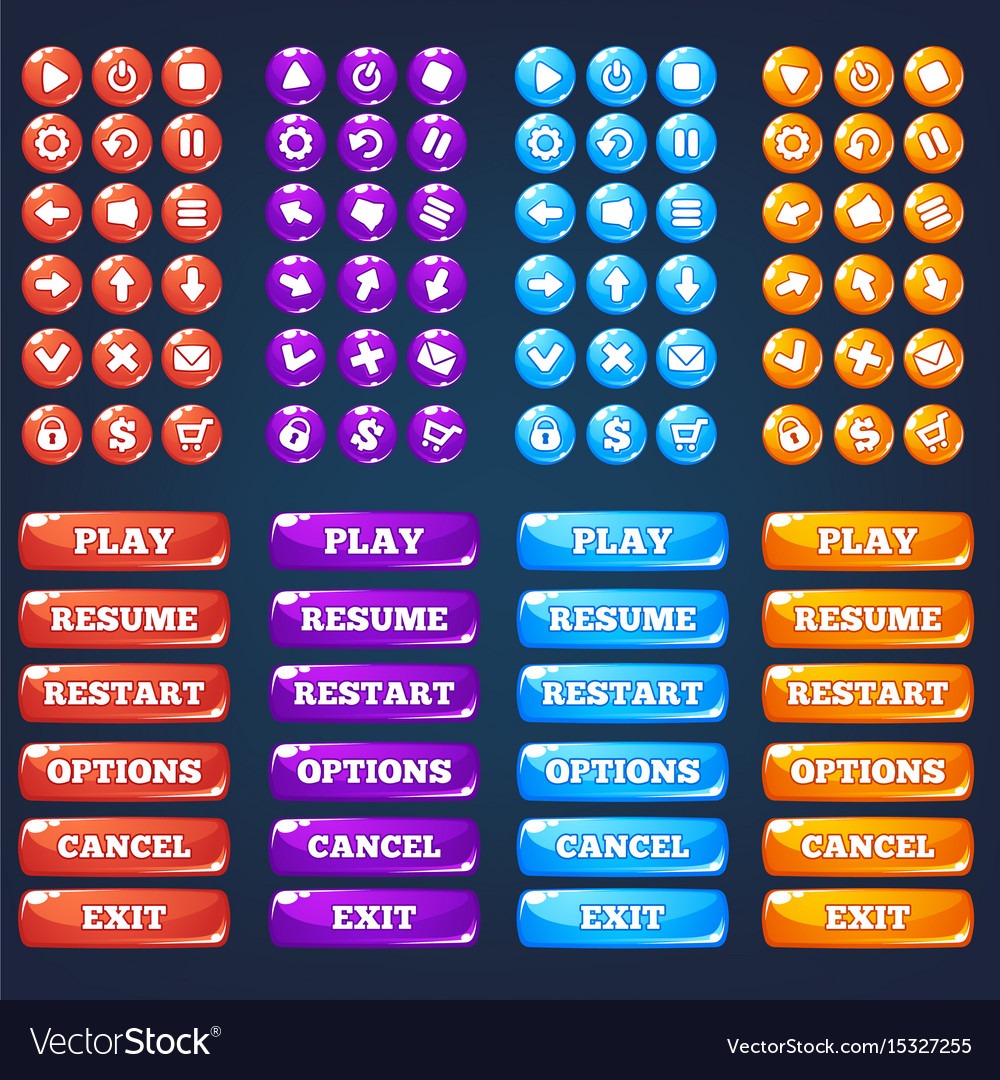 $ $ $ $
PLAY PLAY PLAY PLAY
RESUME RESUME RESUME RESUME
RESTART RESTART RESTART RESTART
OPTIONS OPTIONS OPTIONS OPTIONS
CANCEL CANCEL CANCEL CANCEL
EXIT EXIT EXIT EXIT
VectorStock® VectorStock.com/15327255